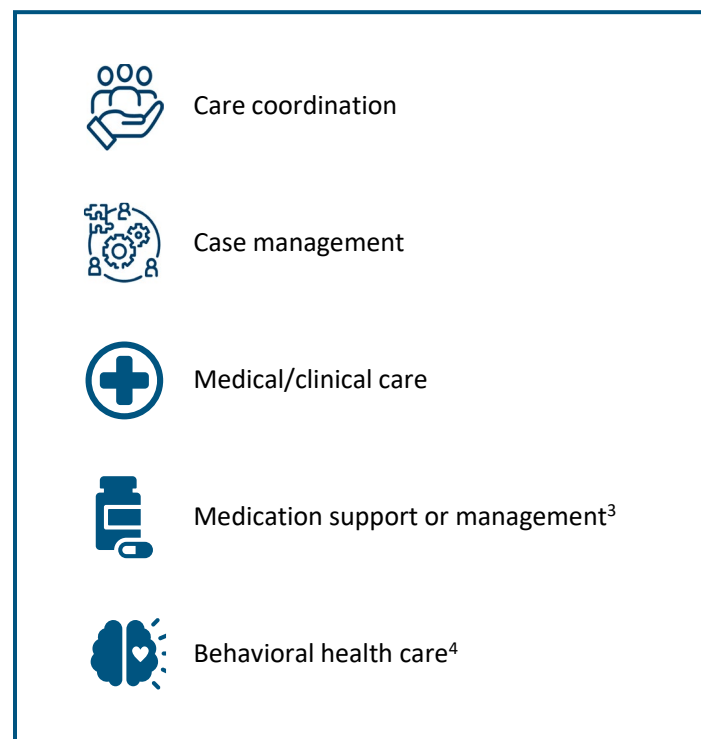 Care coordination
Case management
Medical/clinical care
Medication support or management³
Behavioral health care⁴